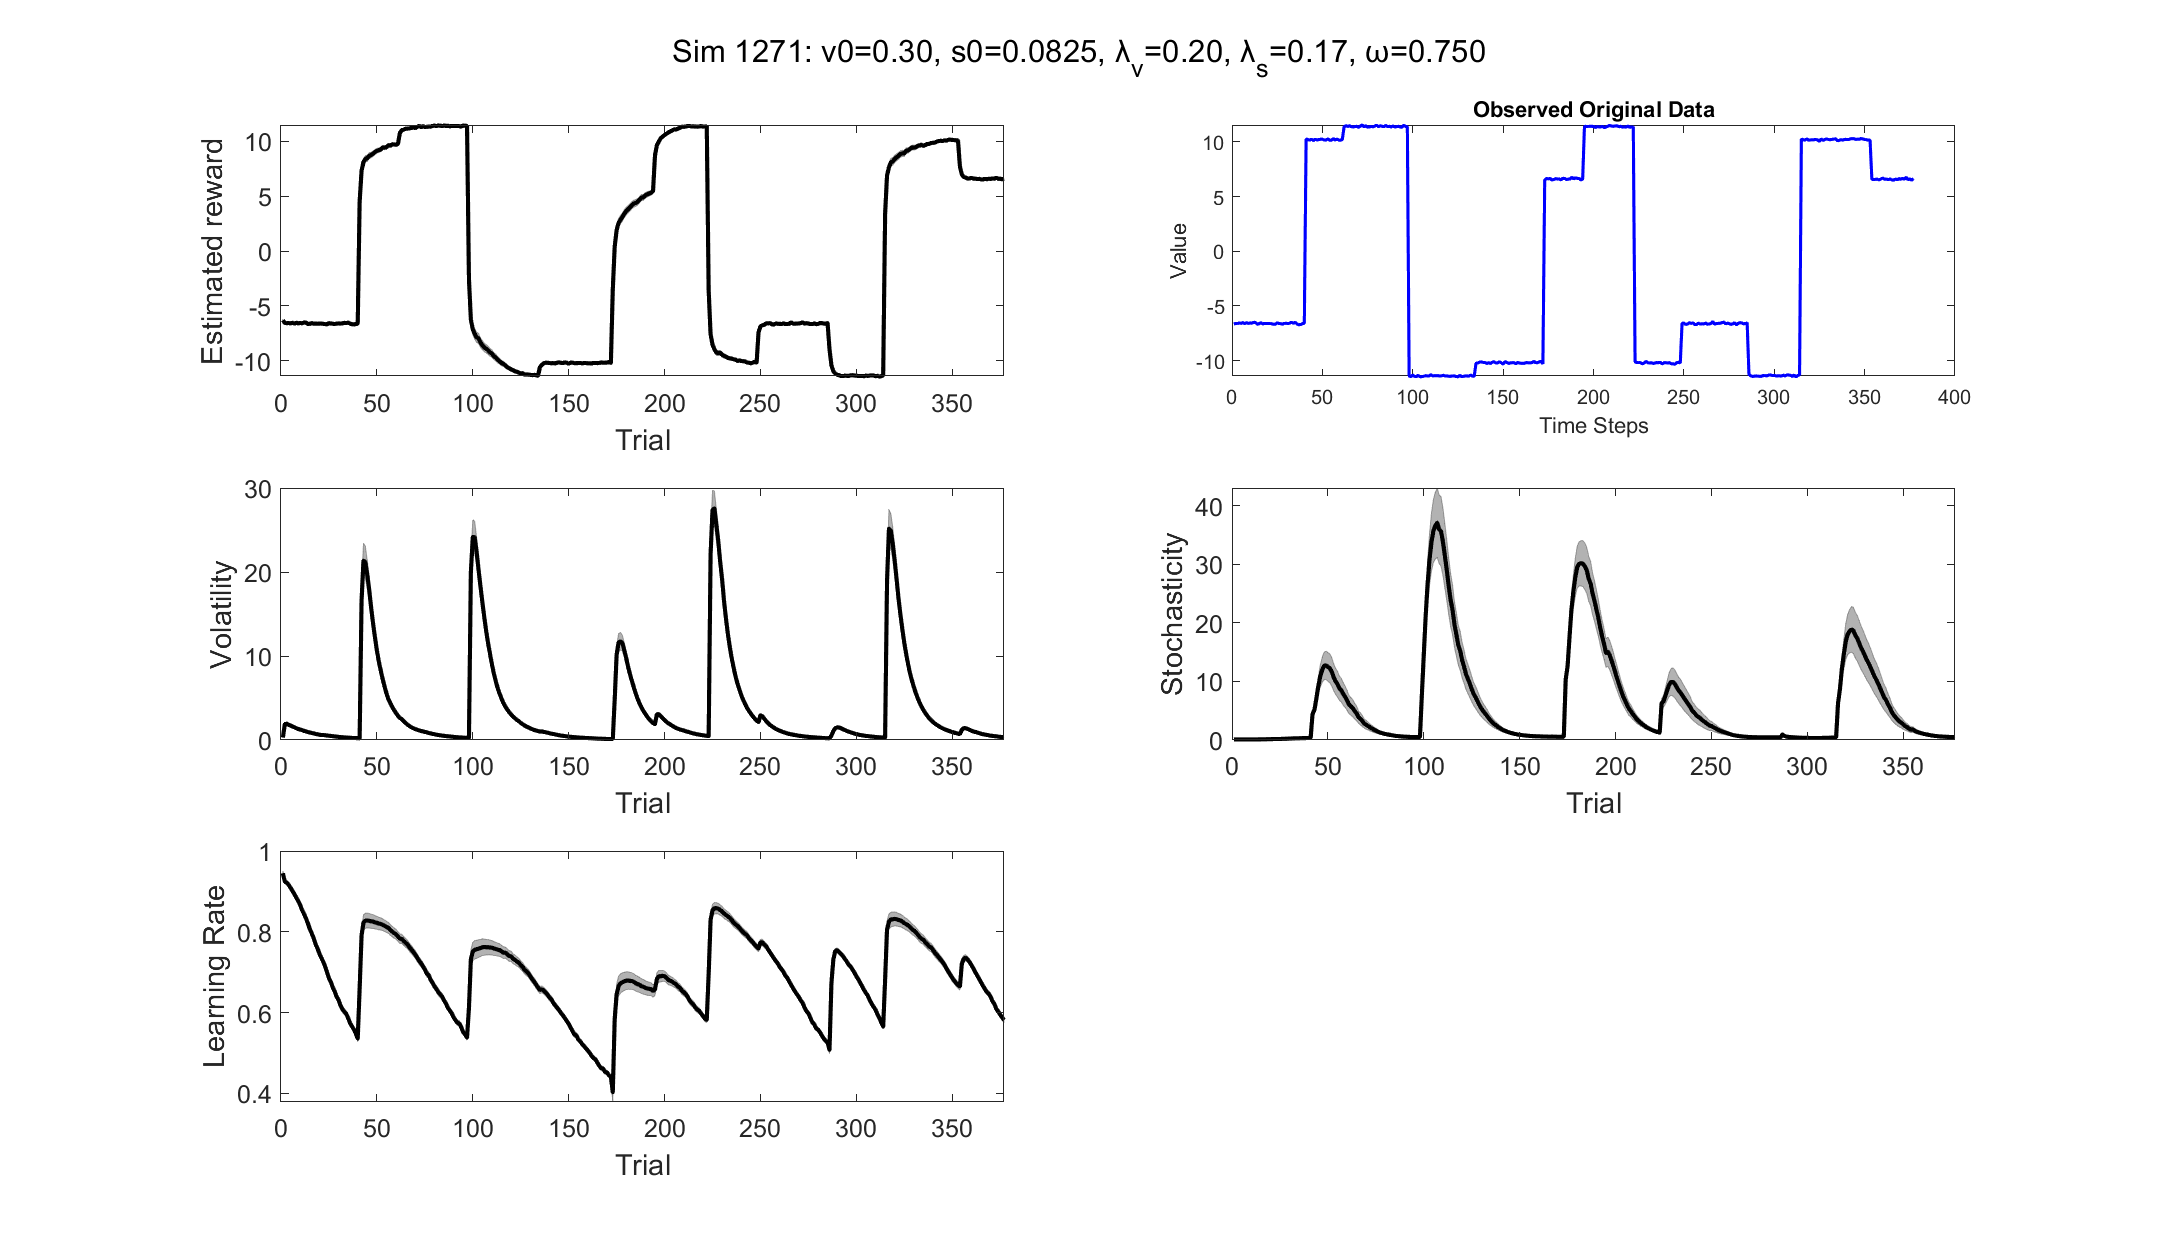 Sim 1271: v0=0.30, s0=0.0825, λ_v=0.20, λ_s=0.17, ω=0.750
Estimated reward
10
5
0
-5
-10
0 50 100 150 200 250 300 350
Trial
Observed Original Data
Value
10
5
0
-5
-10
0 50 100 150 200 250 300 350 400
Time Steps
Volatility
30
20
10
0
0 50 100 150 200 250 300 350
Trial
Stochasticity
40
30
20
10
0
0 50 100 150 200 250 300 350
Trial
Learning Rate
1
0.8
0.6
0.4
0 50 100 150 200 250 300 350
Trial